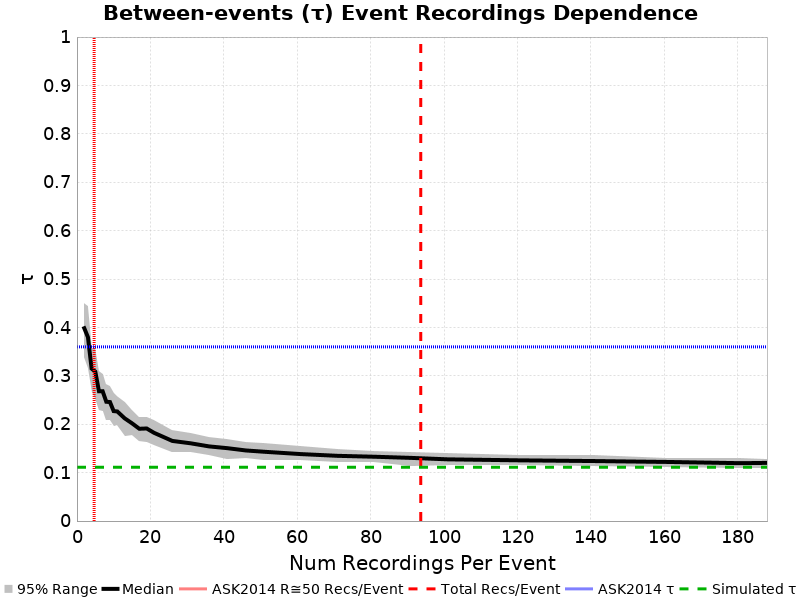 Between-events (τ) Event Recordings Dependence
1
0.9
0.8
0.7
0.6
0.5
0.4
0.3
0.2
0.1
0
τ
0 20 40 60 80 100 120 140 160 180
Num Recordings Per Event
95% Range Median ASK2014 R≅50 Recs/Event Total Recs/Event ASK2014 τ Simulated τ